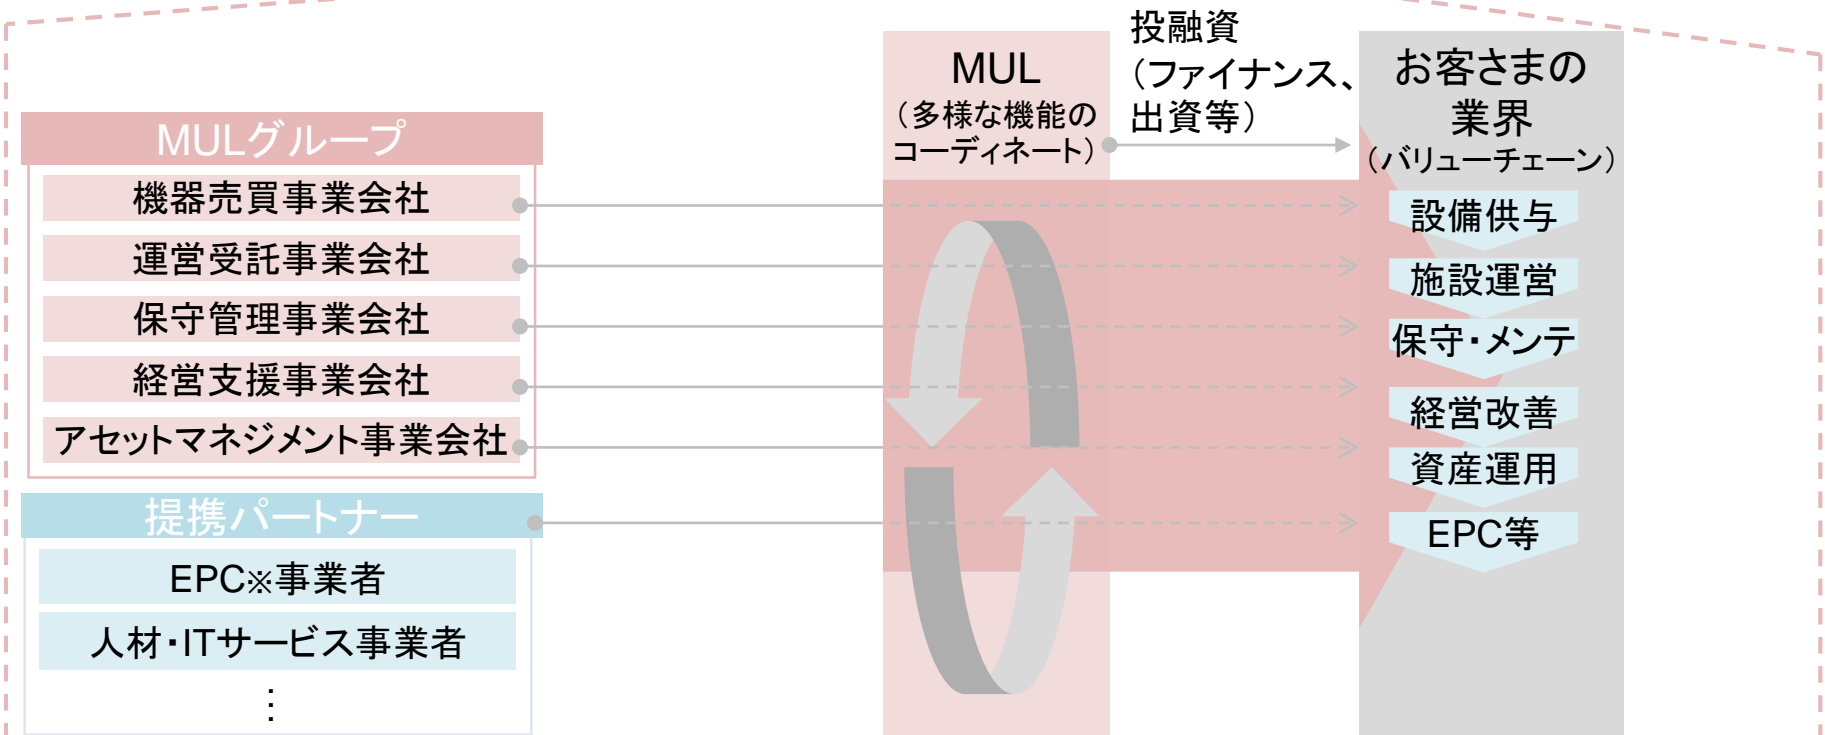 MULグループ
機器売買事業会社
運営受託事業会社
保守管理事業会社
経営支援事業会社
アセットマネジメント事業会社
提携パートナー
EPC※事業者
人材・ITサービス事業者
⋮
MUL
（多様な機能の
コーディネート）
投融資
（ファイナンス、
出資等）
お客さまの
業界
（バリューチェーン）
設備供与
施設運営
保守・メンテ
経営改善
資産運用
EPC等